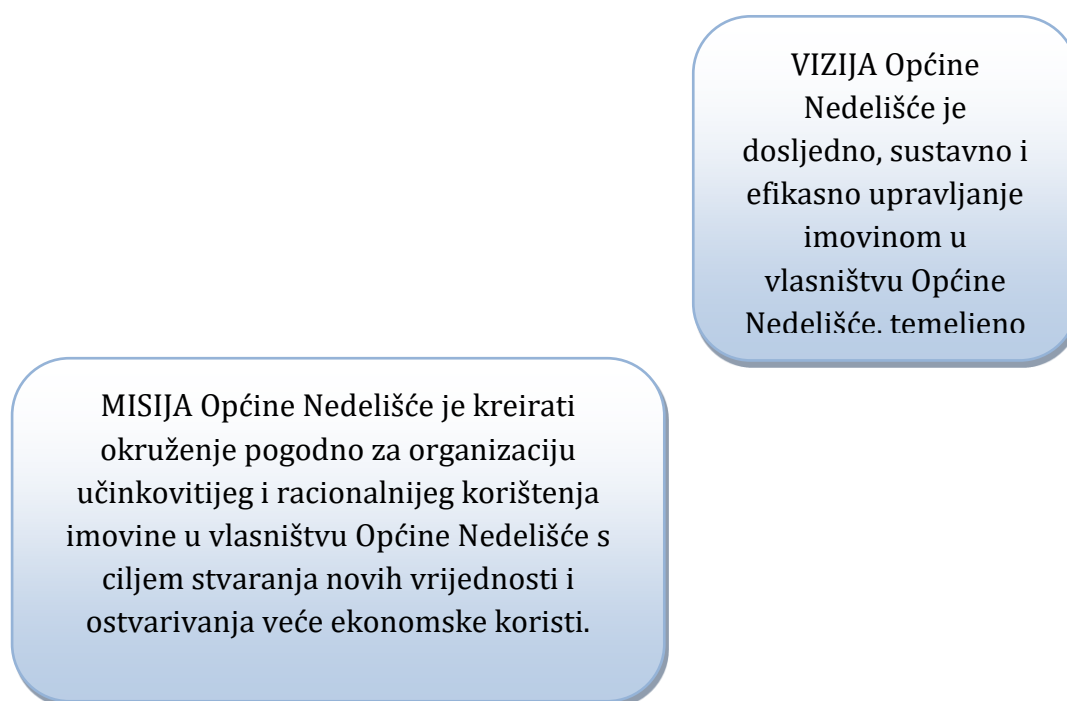 VIZIJA Općine
Nedelišće je
dosljedno, sustavno i
efikasno upravljanje
imovinom u
vlasništvu Općine
Nedelišće, temeljeno
MISIJA Općine Nedelišće je kreirati
okruženje pogodno za organizaciju
učinkovitijeg i racionalnijeg korištenja
imovine u vlasništvu Općine Nedelišće s
ciljem stvaranja novih vrijednosti i
ostvarivanja veće ekonomske koristi.